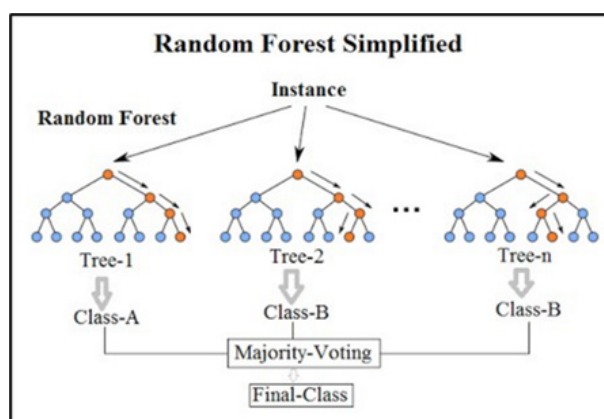 Random Forest Simplified
Instance
Random Forest
...
Tree-1 Tree-2 Tree-n
Class-A Class-B Class-B
Majority-Voting
Final-Class